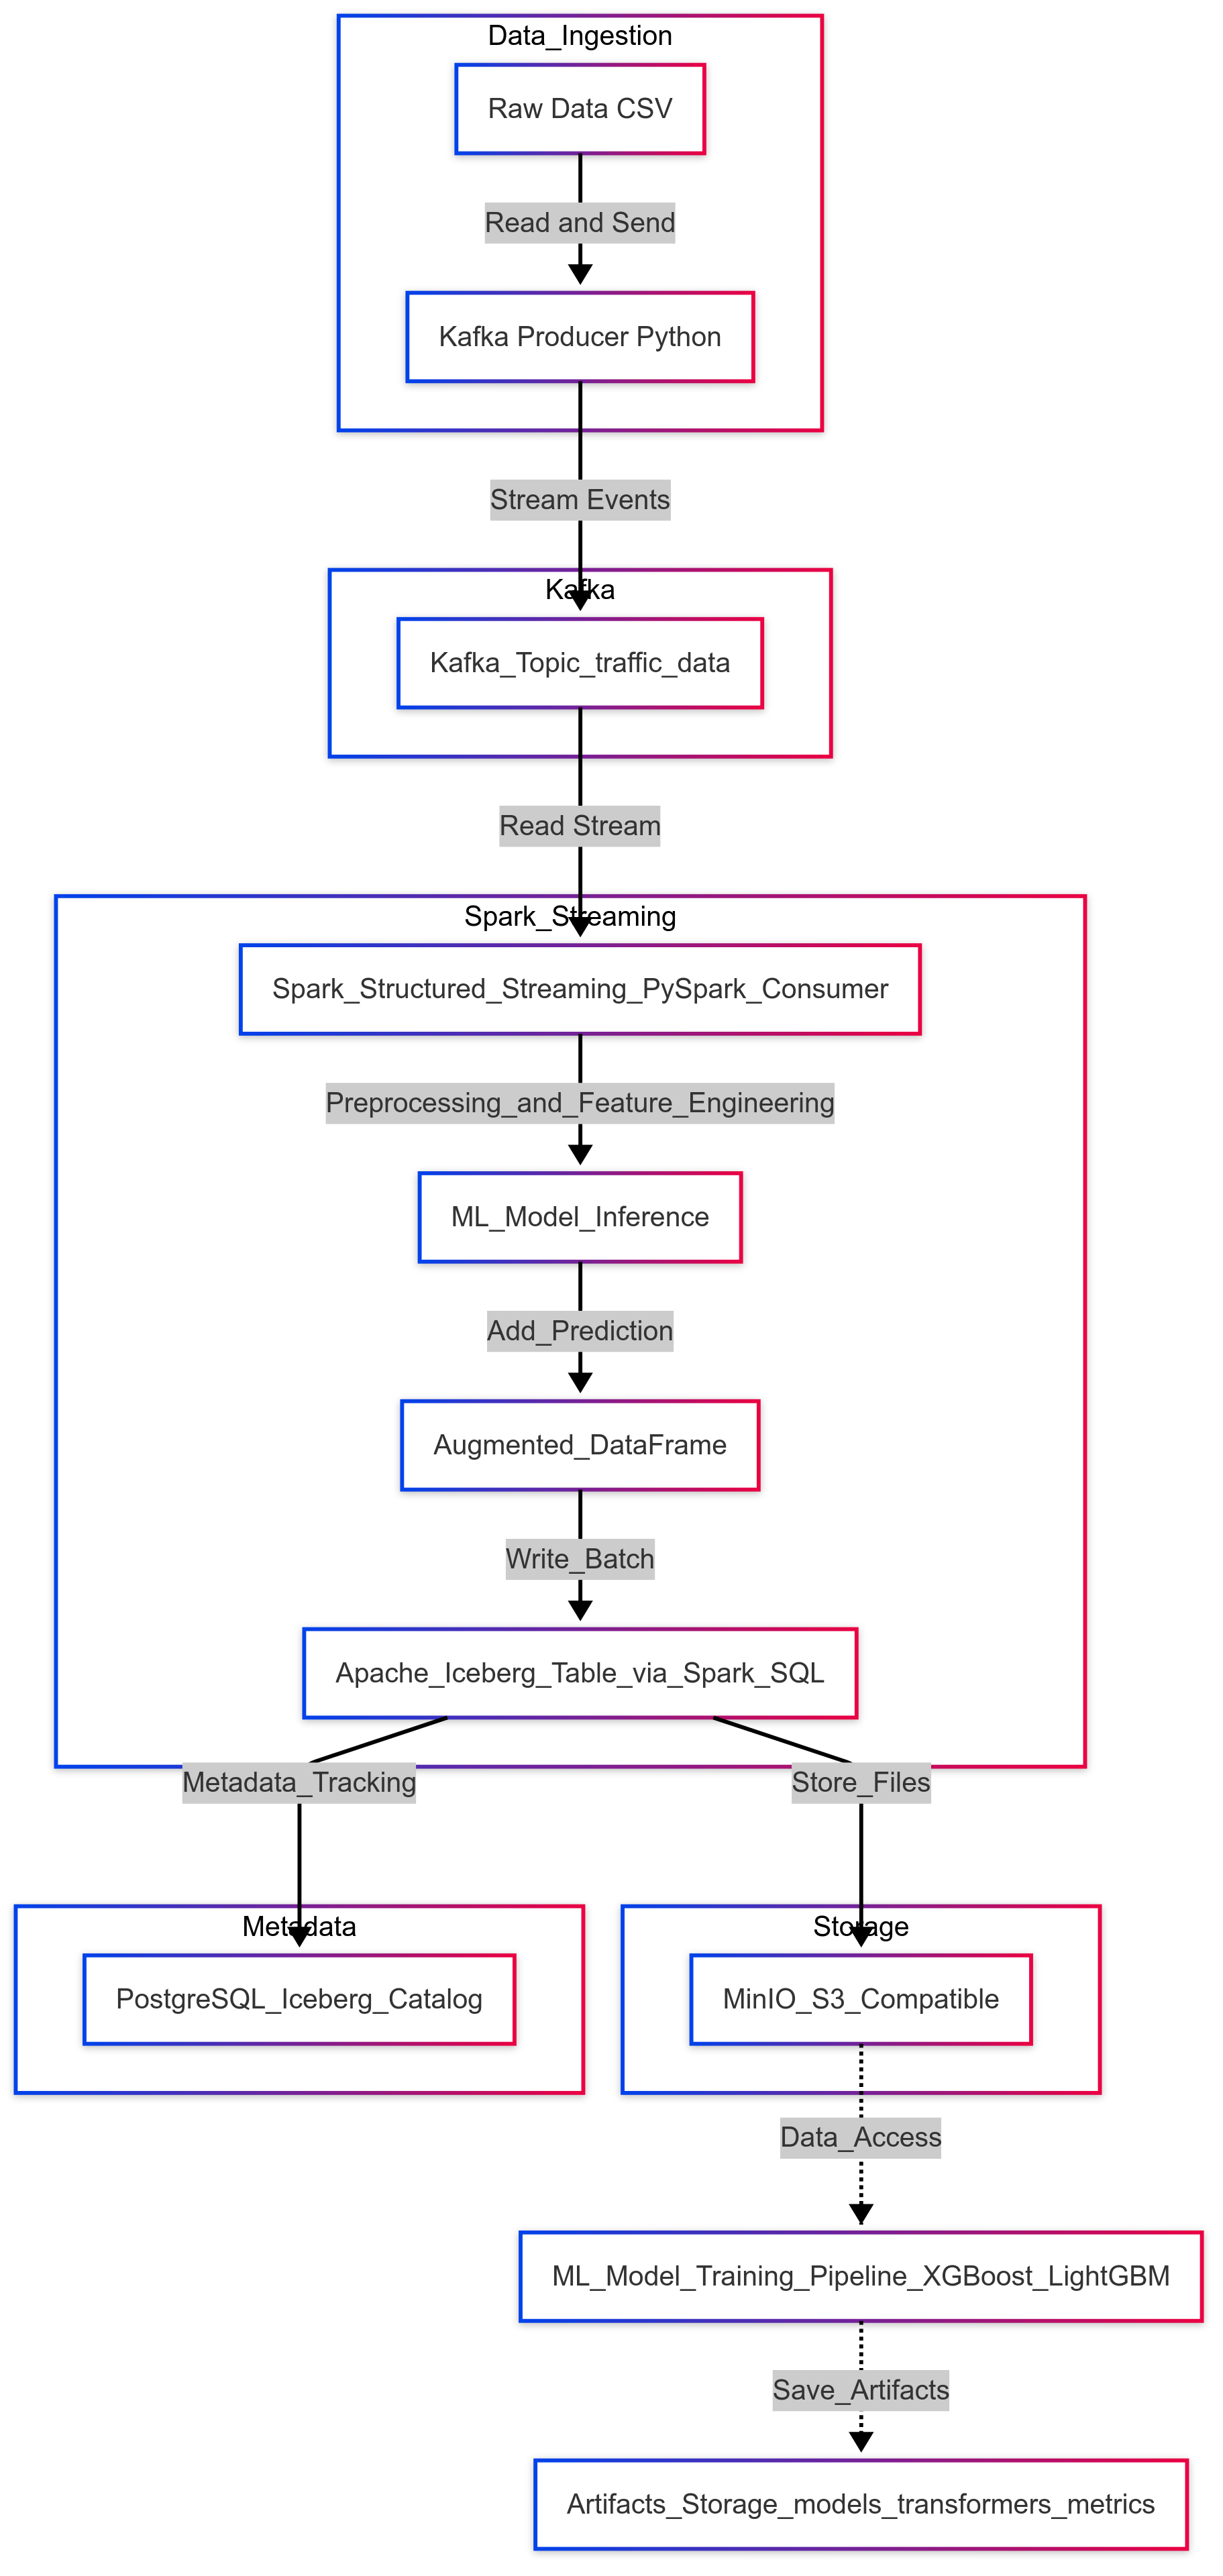 Data_Ingestion
Raw Data CSV
Read and Send
Kafka Producer Python
Stream Events
Kafka
Kafka_Topic_traffic_data
Read Stream
Spark_Streaming
Spark_Structured_Streaming_PySpark_Consumer
Preprocessing_and_Feature_Engineering
ML_Model_Inference
Add_Prediction
Augmented_DataFrame
Write_Batch
Apache_Iceberg_Table_via_Spark_SQL
Metadata_Tracking
Store_Files
Metadata
Storage
PostgreSQL_Iceberg_Catalog
MinIO_S3_Compatible
Data_Access
ML_Model_Training_Pipeline_XGBoost_LightGBM
Save_Artifacts
Artifacts_Storage_models_transformers_metrics